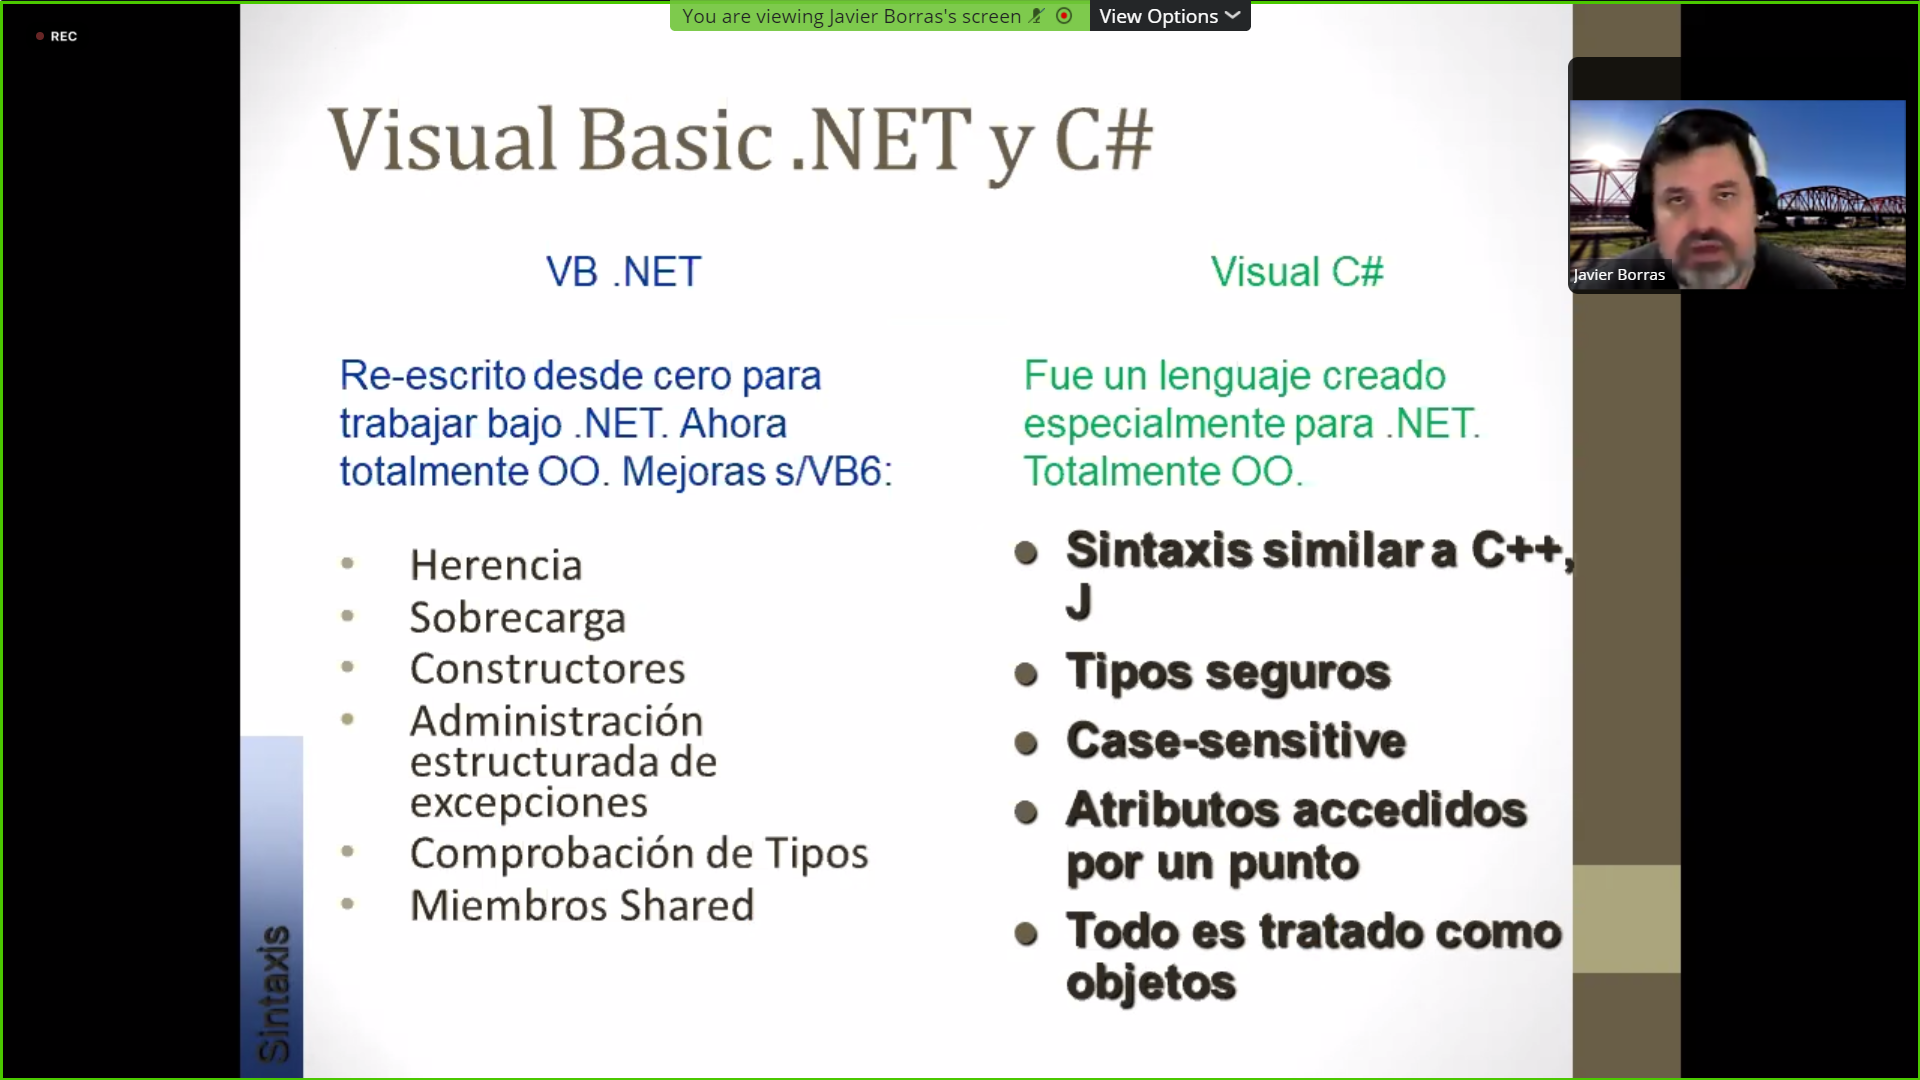 You are viewing Javier Borras's screen
View Options
REC
Visual Basic .NET y C#
VB .NET
Re-escrito desde cero para
trabajar bajo .NET. Ahora
totalmente OO. Mejoras s/VB6:
• Herencia
• Sobrecarga
• Constructores
• Administración
estructurada de
excepciones
• Comprobación de Tipos
• Miembros Shared
Visual C#
Fue un lenguaje creado
especialmente para .NET.
Totalmente OO.
● Sintaxis similar a C++,
J
● Tipos seguros
● Case-sensitive
● Atributos accedidos
por un punto
● Todo es tratado como
objetos
Sintaxis
Javier Borras